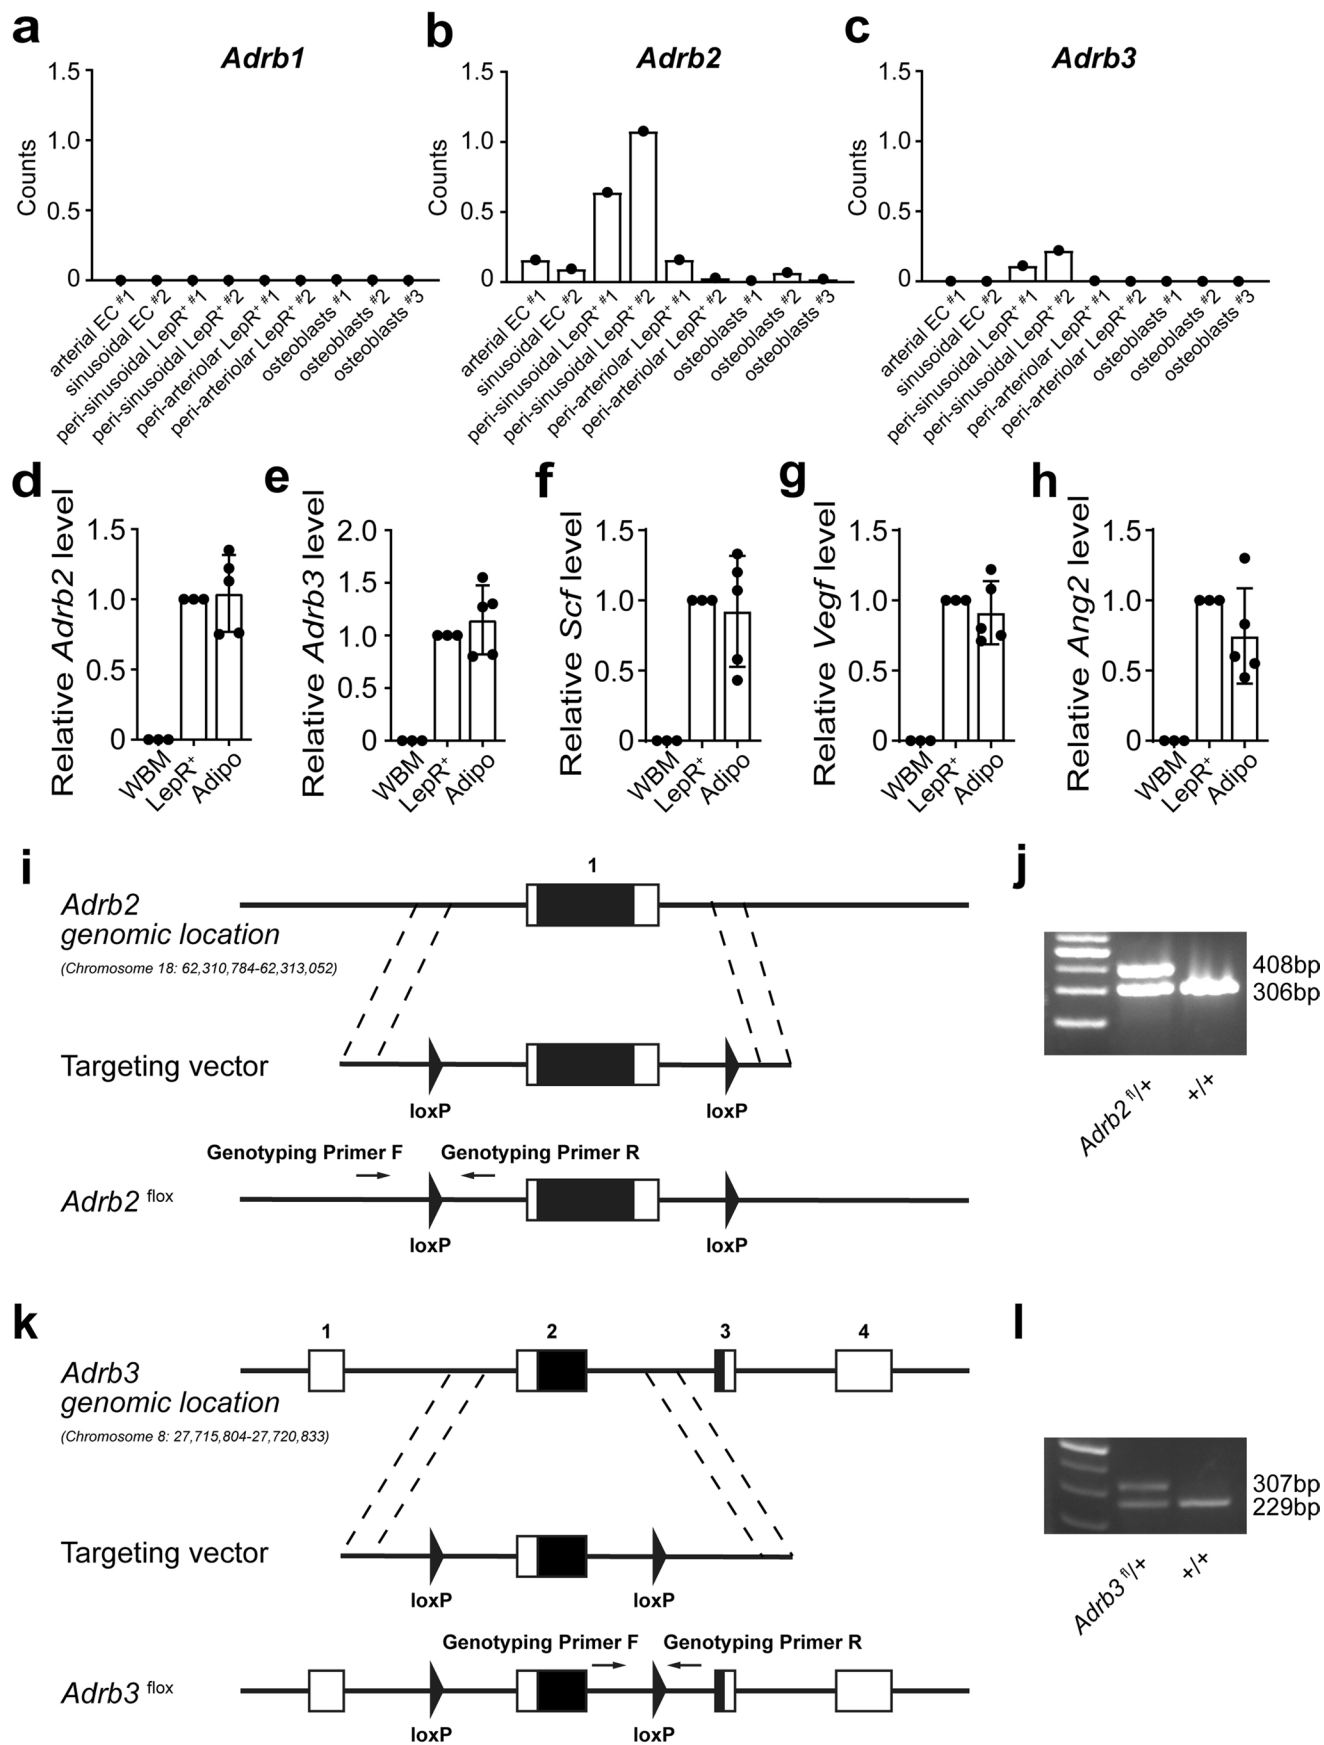 a
Adrb1
Counts
1.5
1.0
0.5
0
arterial EC #1
sinusoidal EC #2
peri-sinusoidal LepR+ #1
peri-sinusoidal LepR+ #2
peri-arteriolar LepR+ #1
peri-arteriolar LepR+ #2
osteoblasts #1
osteoblasts #2
osteoblasts #3
b
Adrb2
Counts
1.5
1.0
0.5
0
arterial EC #1
sinusoidal EC #2
peri-sinusoidal LepR+ #1
peri-sinusoidal LepR+ #2
peri-arteriolar LepR+ #1
peri-arteriolar LepR+ #2
osteoblasts #1
osteoblasts #2
osteoblasts #3
c
Adrb3
Counts
1.5
1.0
0.5
0
arterial EC #1
sinusoidal EC #2
peri-sinusoidal LepR+ #1
peri-sinusoidal LepR+ #2
peri-arteriolar LepR+ #1
peri-arteriolar LepR+ #2
osteoblasts #1
osteoblasts #2
osteoblasts #3
d
Relative Adrb2 level
1.5
1.0
0.5
0
WBM
LepR+
Adipo
e
Relative Adrb3 level
2.0
1.5
1.0
0.5
0
WBM
LepR+
Adipo
f
Relative Scf level
1.5
1.0
0.5
0
WBM
LepR+
Adipo
g
Relative Vegf level
1.5
1.0
0.5
0
WBM
LepR+
Adipo
h
Relative Ang2 level
1.5
1.0
0.5
0
WBM
LepR+
Adipo
i
1
Adrb2
genomic location
(Chromosome 18: 62,310,784-62,313,052)
Targeting vector
loxP
loxP
Genotyping Primer F
Genotyping Primer R
Adrb2 flox
loxP
loxP
j
408bp
306bp
Adrb2 fl/+
+/+
k
1
2
3
4
Adrb3
genomic location
(Chromosome 8: 27,715,804-27,720,833)
Targeting vector
loxP
loxP
Genotyping Primer F
Genotyping Primer R
Adrb3 flox
loxP
loxP
l
307bp
229bp
Adrb3 fl/+
+/+